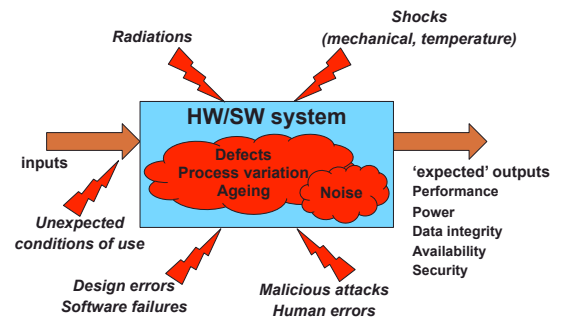 Shocks
(mechanical, temperature)
Radiations
HW/SW system
inputs
Defects
Process variation
Ageing
Noise
‘expected’ outputs
Performance
Power
Data integrity
Availability
Security
Unexpected
conditions of use
Design errors
Software failures
Malicious attacks
Human errors